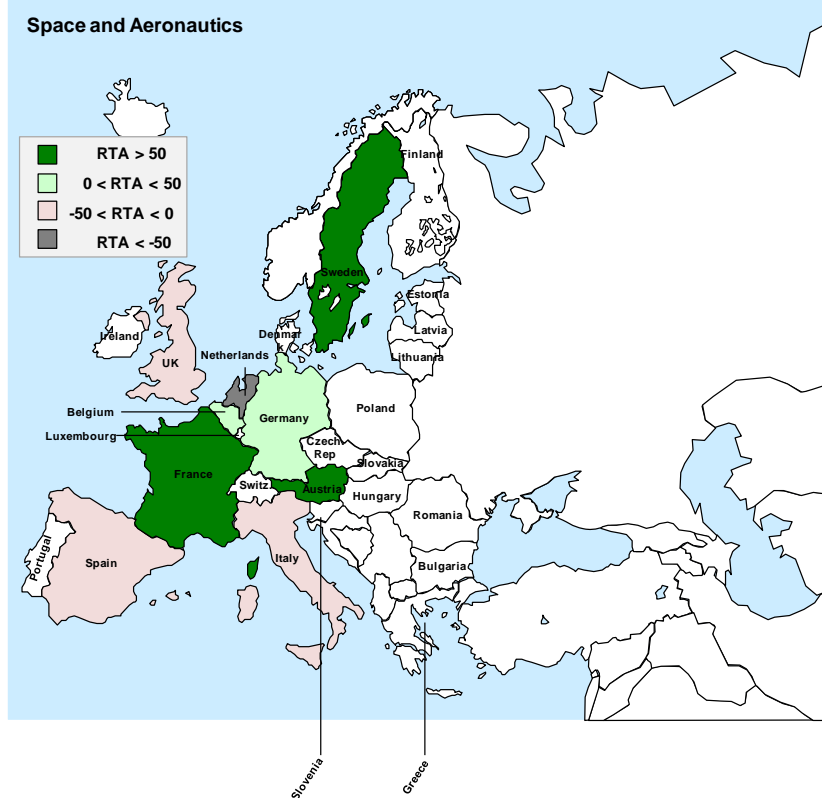 Space and Aeronautics
RTA > 50
0 < RTA < 50
-50 < RTA < 0
RTA < -50
Finland
Sweden
Estonia
Latvia
Lithuania
Ireland
UK
Denmar
k
Netherlands
Belgium
Luxembourg
Germany
Poland
Czech
Rep
Slovakia
France
Switz
Austria
Hungary
Romania
Portugal
Spain
Italy
Bulgaria
Slovenia
Greece